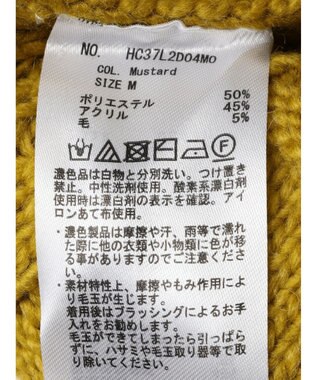 NO. HC37L2D04MO
COL. Mustard
SIZE M
ポリエステル 50%
アクリル 45%
毛 5%
濃色品は白物と分別洗い。つけ置き
禁止。中性洗剤使用。酸素系漂白剤
使用時は漂白剤の表示を確認。アイ
ロンあて布使用。
・濃色製品は摩擦や汗、雨等で濡れ
た際に他の衣類や小物類に色が移
る事がありますのでご注意くださ
い。
・素材特性上、摩擦やもみ作用によ
り毛玉が生じます。
着用後はブラッシングによるお手
入れをお勧めします。
毛玉ができてしまったら引っぱら
ずに、ハサミや毛玉取り器等で取
り除いてください。